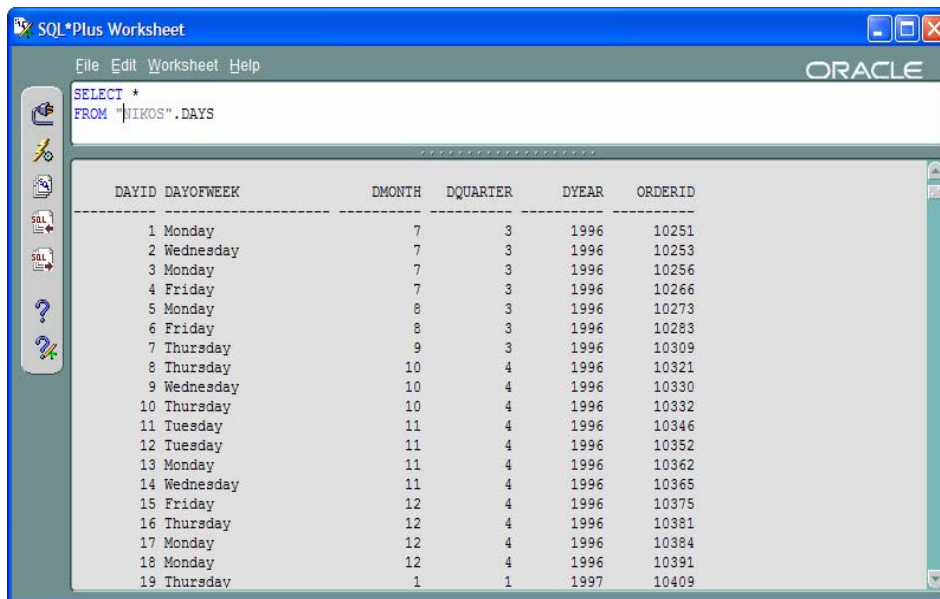 SQL*Plus Worksheet
File Edit Worksheet Help
ORACLE
SELECT *
FROM "NIKOS".DAYS
DAYID DAYOFWEEK DMONTH DQUARTER DYEAR ORDERID
---------- -------------------- ---------- ---------- ---------- ----------
1 Monday 7 3 1996 10251
2 Wednesday 7 3 1996 10253
3 Monday 7 3 1996 10256
4 Friday 7 3 1996 10266
5 Monday 8 3 1996 10273
6 Friday 8 3 1996 10283
7 Thursday 9 3 1996 10309
8 Thursday 10 4 1996 10321
9 Wednesday 10 4 1996 10330
10 Thursday 10 4 1996 10332
11 Tuesday 11 4 1996 10346
12 Tuesday 11 4 1996 10352
13 Monday 11 4 1996 10362
14 Wednesday 11 4 1996 10365
15 Friday 12 4 1996 10375
16 Thursday 12 4 1996 10381
17 Monday 12 4 1996 10384
18 Monday 12 4 1996 10391
19 Thursday 1 1 1997 10409
SQL
SQL